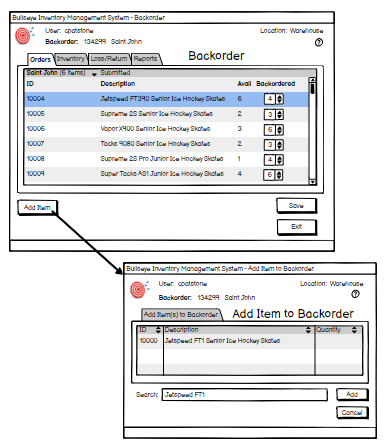 Bullseye Inventory Management System - Backorder
User: cpatstone Location: Warehouse
Backorder: 134299 Saint John ?
Orders Inventory Loss/Return Reports Backorder
Saint John (6 Items) Submitted
ID Description Avail Backordered
10004 Jetspeed FT390 Senior Ice Hockey Skates 6 4
10005 Supreme 2S Senior Ice Hockey Skates 2 3
10006 Vapor X900 Senior Ice Hockey Skates 3 6
10007 Tacks 9080 Senior Ice Hockey Skates 2 3
10008 Supreme 2S Pro Junior Ice Hockey Skates 1 4
10009 Super Tacks AS1 Junior Ice Hockey Skates 4 6
Add Item Save
Exit
Bullseye Inventory Management System - Add Item to Backorder
User: cpatstone Location: Warehouse
Backorder: 134299 Saint John ?
Add Item(s) to Backorder Add Item to Backorder
ID Description Quantity
10000 Jetspeed FT1 Senior Ice Hockey Skates
Search: Jetspeed FT1 Add
Cancel